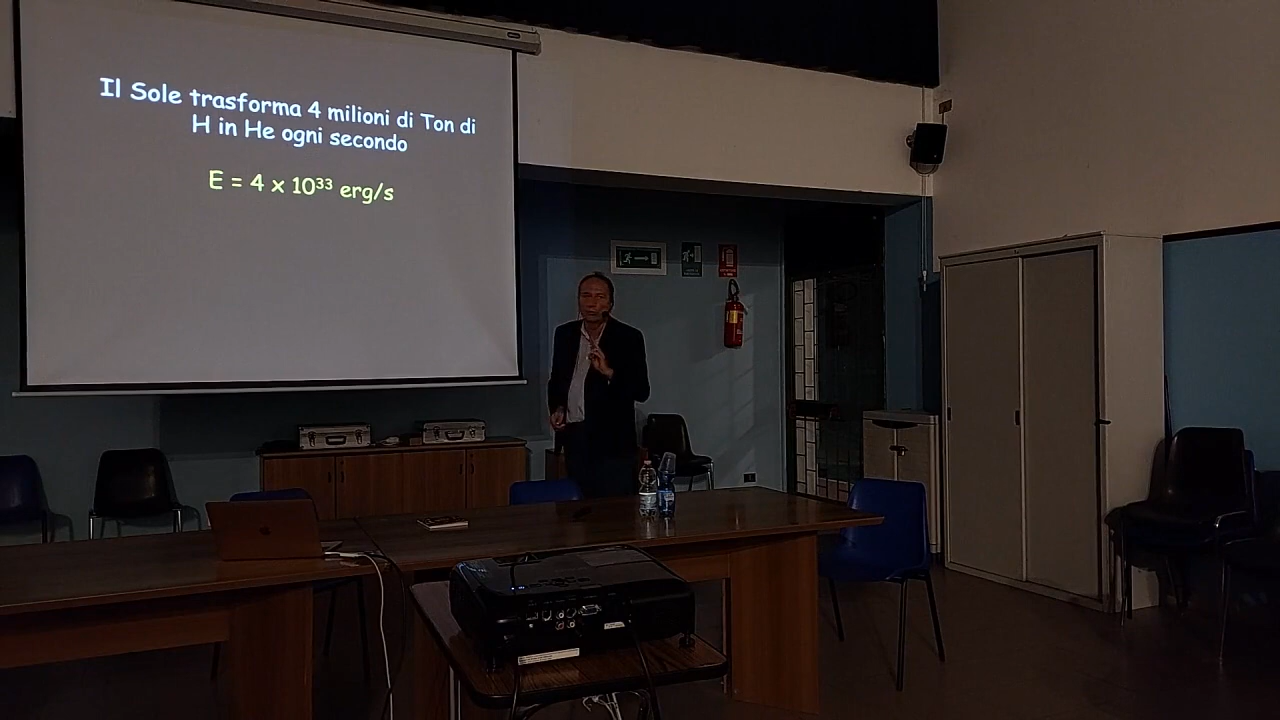 Il Sole trasforma 4 milioni di Ton di
H in He ogni secondo
E = 4 x 10³³ erg/s